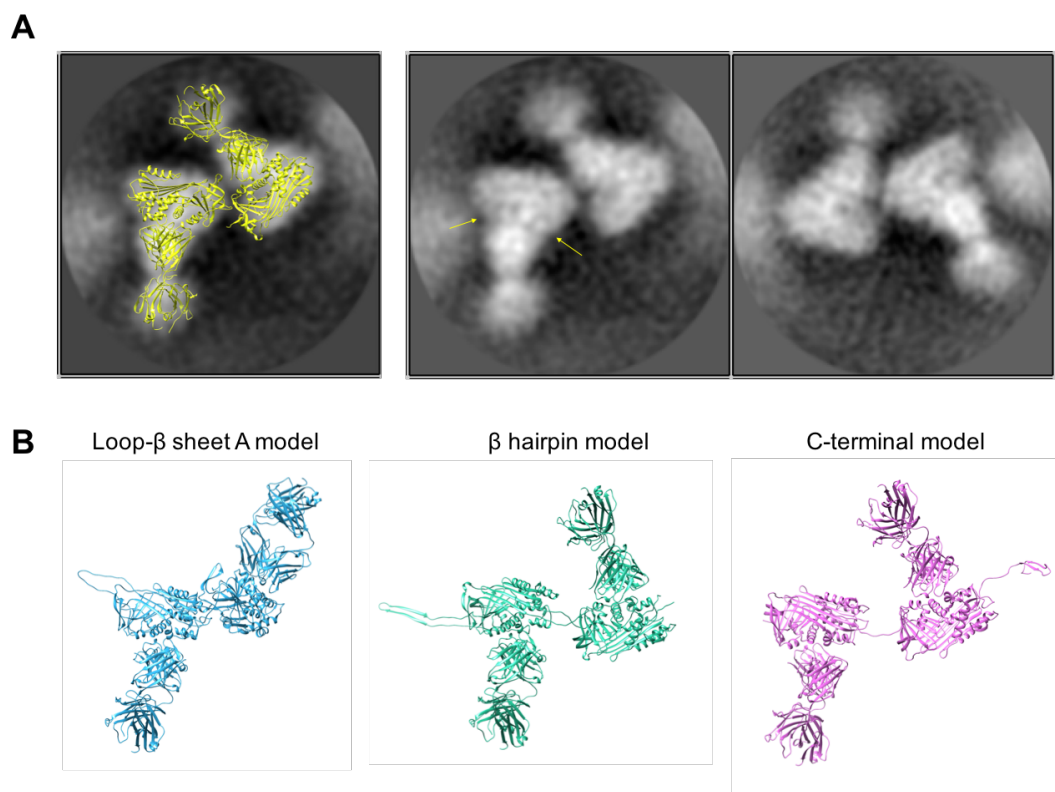 A
B
Loop-β sheet A model
β hairpin model
C-terminal model